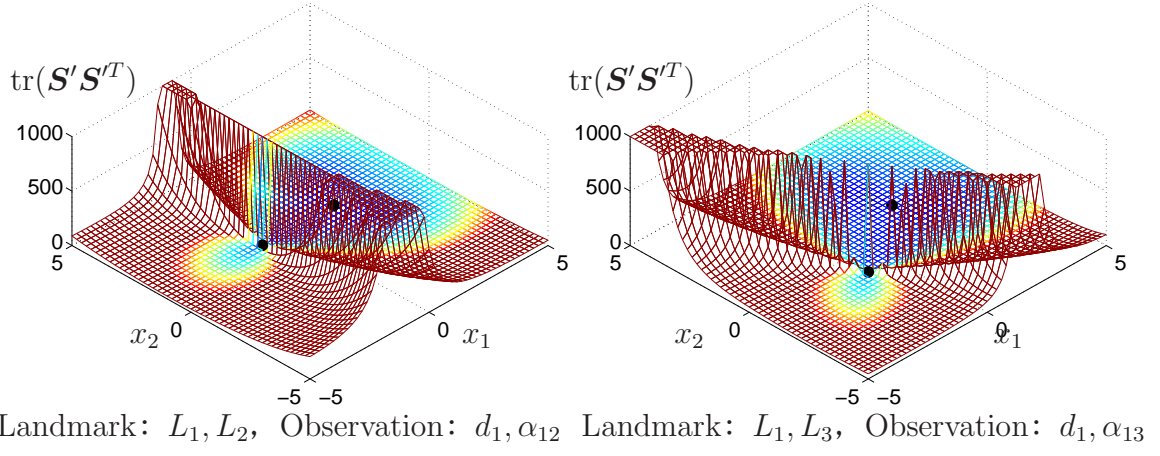 tr(S′S′ᵀ)
1000
500
0
5
0
−5
−5
0
5
x₂
x₁
tr(S′S′ᵀ)
1000
500
0
5
0
−5
−5
0
5
x₂
x₁
Landmark: L₁, L₂, Observation: d₁, α₁₂
Landmark: L₁, L₃, Observation: d₁, α₁₃